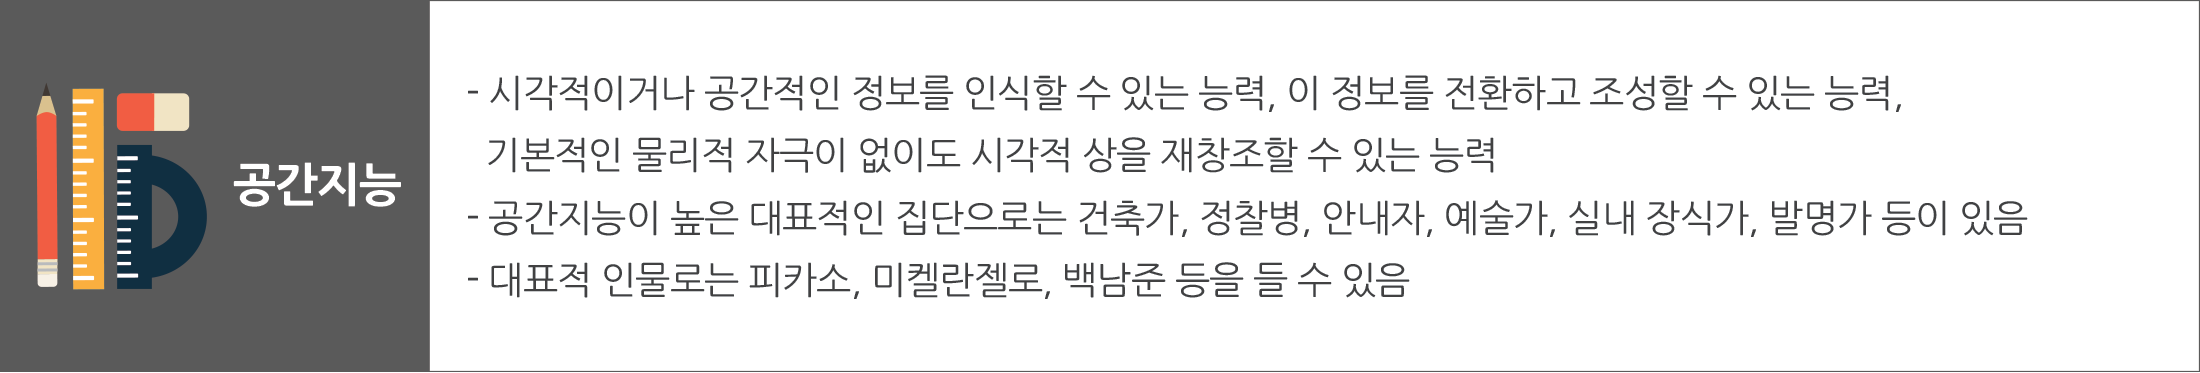 공간지능
- 시각적이거나 공간적인 정보를 인식할 수 있는 능력, 이 정보를 전환하고 조성할 수 있는 능력,
기본적인 물리적 자극이 없이도 시각적 상을 재창조할 수 있는 능력
- 공간지능이 높은 대표적인 집단으로는 건축가, 정찰병, 안내자, 예술가, 실내 장식가, 발명가 등이 있음
- 대표적 인물로는 피카소, 미켈란젤로, 백남준 등을 들 수 있음